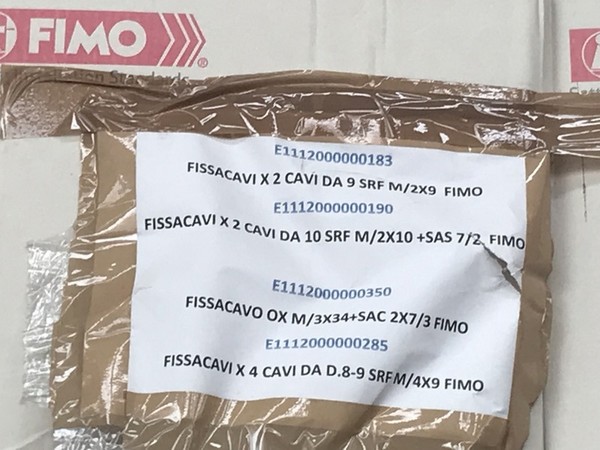 FIMO
®
E1112000000183
FISSACAVI X 2 CAVI DA 9 SRF M/2X9 FIMO
E1112000000190
FISSACAVI X 2 CAVI DA 10 SRF M/2X10 +SAS 7/2 FIMO
E1112000000350
FISSACAVO OX M/3X34+SAC 2X7/3 FIMO
E1112000000285
FISSACAVI X 4 CAVI DA D.8-9 SRF M/4X9 FIMO